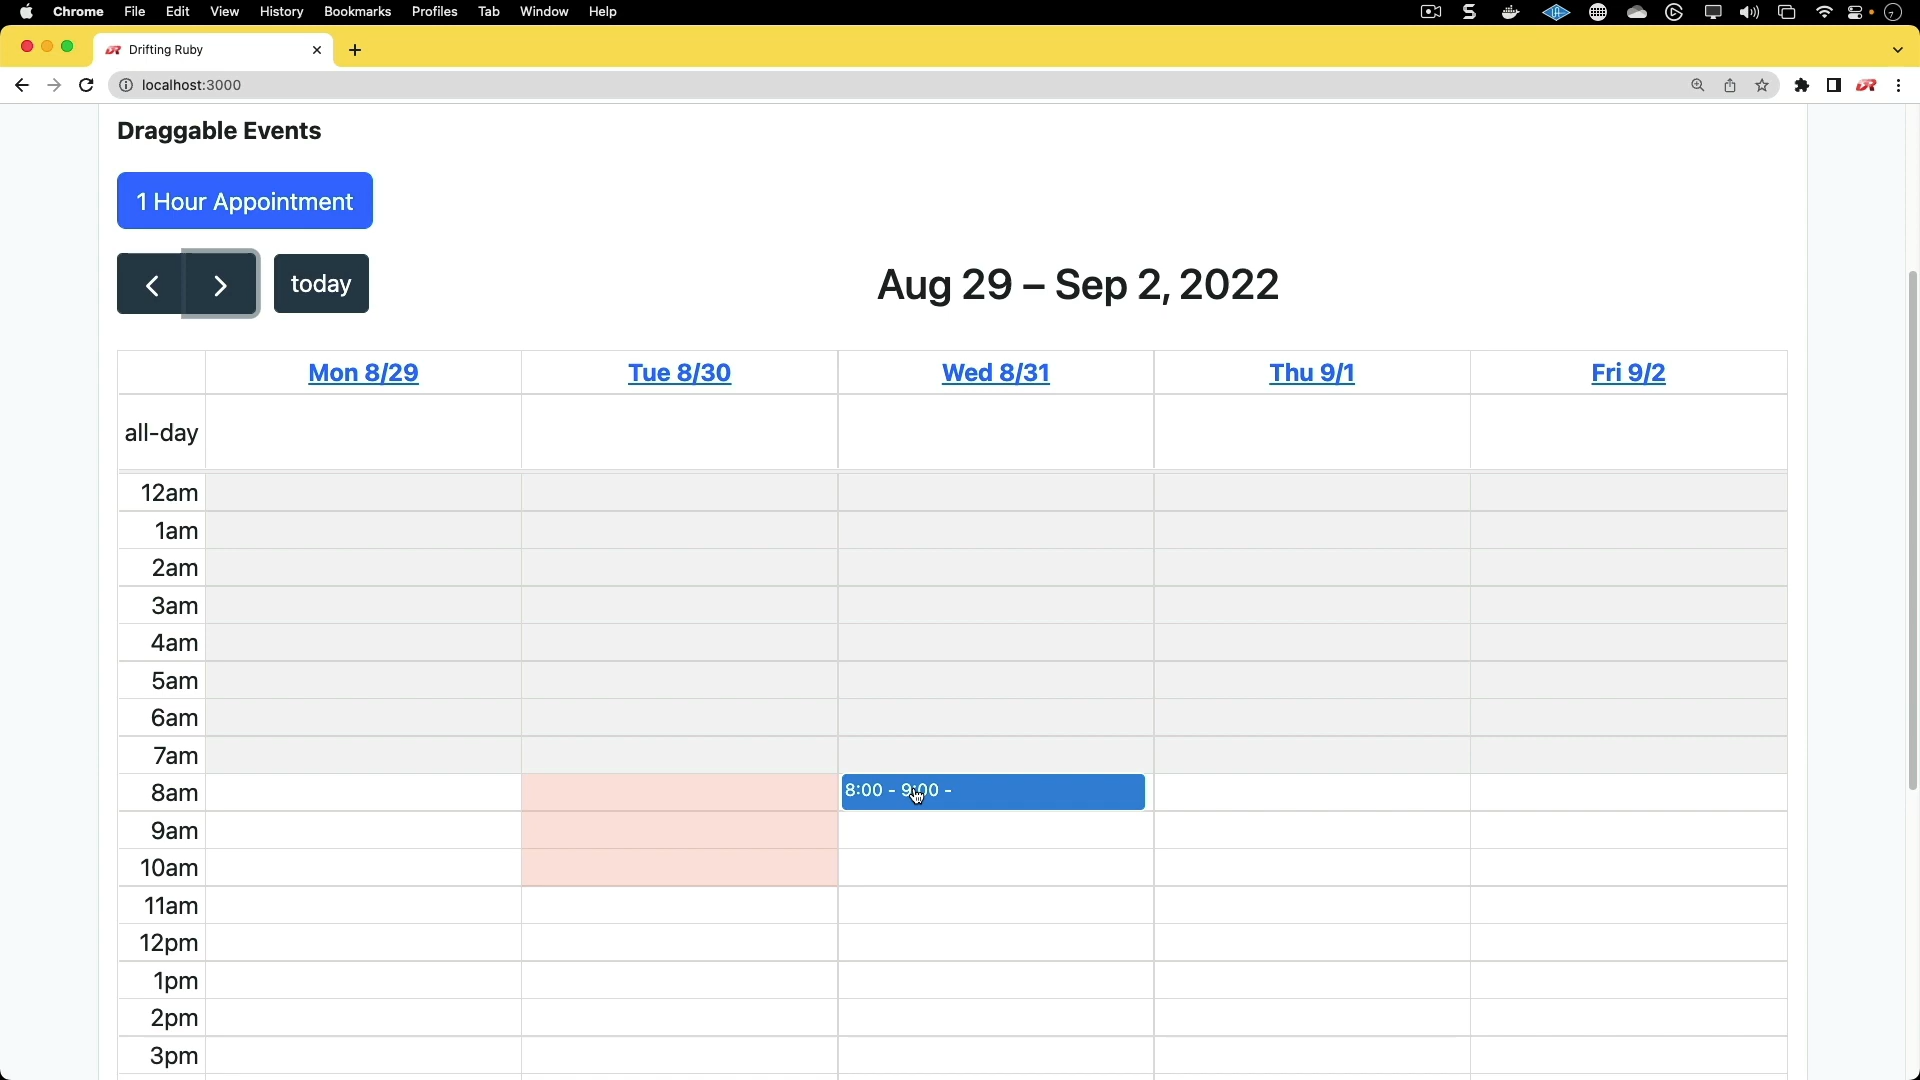 Chrome File Edit View History Bookmarks Profiles Tab Window Help
Drifting Ruby
localhost:3000
Draggable Events
1 Hour Appointment
today
Aug 29 – Sep 2, 2022
Mon 8/29 Tue 8/30 Wed 8/31 Thu 9/1 Fri 9/2
all-day
12am
1am
2am
3am
4am
5am
6am
7am
8am 8:00 - 9:00 -
9am
10am
11am
12pm
1pm
2pm
3pm